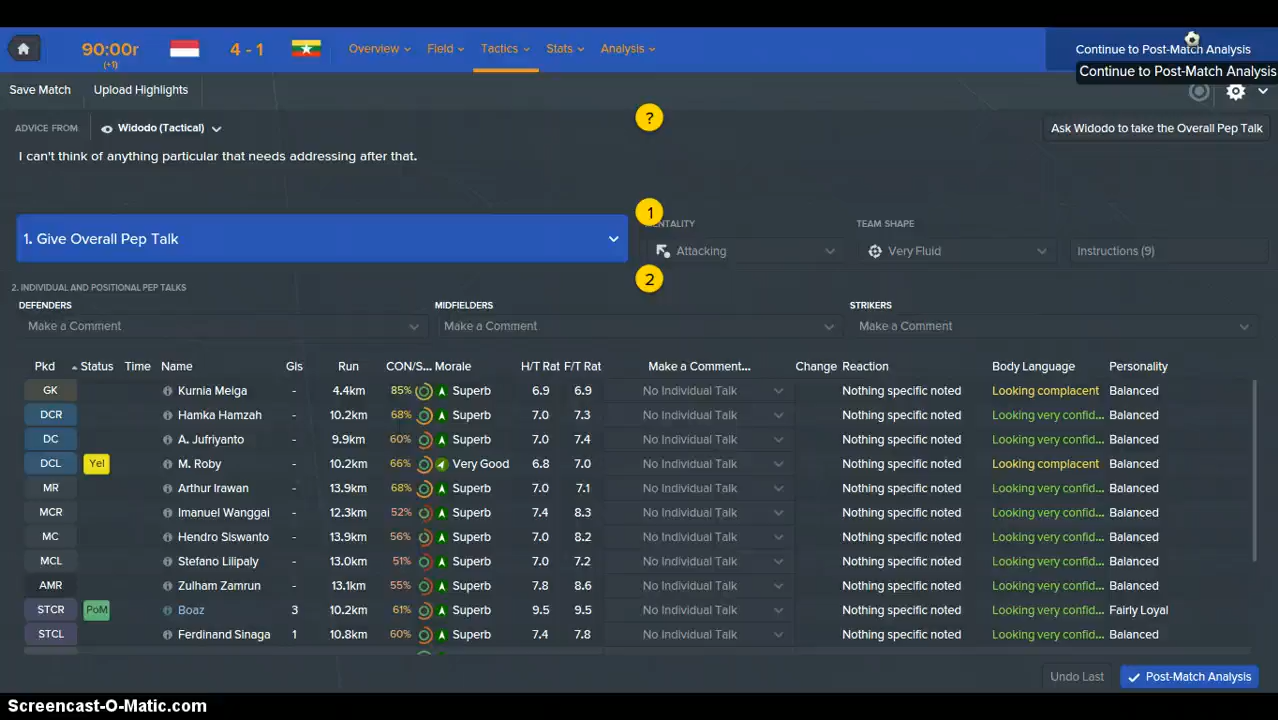 90:00r 4 - 1 Overview Field Tactics Stats Analysis Continue to Post-Match Analysis
(+1)
Continue to Post-Match Analysis
Save Match Upload Highlights
?
ADVICE FROM Widodo (Tactical) Ask Widodo to take the Overall Pep Talk
I can't think of anything particular that needs addressing after that.
1
ENTALITY TEAM SHAPE
1. Give Overall Pep Talk Attacking Very Fluid Instructions (9)
2
2. INDIVIDUAL AND POSITIONAL PEP TALKS
DEFENDERS MIDFIELDERS STRIKERS
Make a Comment Make a Comment Make a Comment
Pkd Status Time Name Gls Run CON/S... Morale H/T Rat F/T Rat Make a Comment... Change Reaction Body Language Personality
GK Kurnia Meiga - 4.4km 85% Superb 6.9 6.9 No Individual Talk Nothing specific noted Looking complacent Balanced
DCR Hamka Hamzah - 10.2km 68% Superb 7.0 7.3 No Individual Talk Nothing specific noted Looking very confid... Balanced
DC A. Jufriyanto - 9.9km 60% Superb 7.0 7.4 No Individual Talk Nothing specific noted Looking very confid... Balanced
DCL Yel M. Roby - 10.2km 66% Very Good 6.8 7.0 No Individual Talk Nothing specific noted Looking complacent Balanced
MR Arthur Irawan - 13.9km 68% Superb 7.0 7.1 No Individual Talk Nothing specific noted Looking very confid... Balanced
MCR Imanuel Wanggai - 12.3km 52% Superb 7.4 8.3 No Individual Talk Nothing specific noted Looking very confid... Balanced
MC Hendro Siswanto - 13.9km 56% Superb 7.0 8.2 No Individual Talk Nothing specific noted Looking very confid... Balanced
MCL Stefano Lilipaly - 13.0km 51% Superb 7.0 7.2 No Individual Talk Nothing specific noted Looking very confid... Balanced
AMR Zulham Zamrun - 13.1km 55% Superb 7.8 8.6 No Individual Talk Nothing specific noted Looking very confid... Balanced
STCR PoM Boaz 3 10.2km 61% Superb 9.5 9.5 No Individual Talk Nothing specific noted Looking very confid... Fairly Loyal
STCL Ferdinand Sinaga 1 10.8km 60% Superb 7.4 7.8 No Individual Talk Nothing specific noted Looking very confid... Balanced
Undo Last Post-Match Analysis
Screencast-O-Matic.com